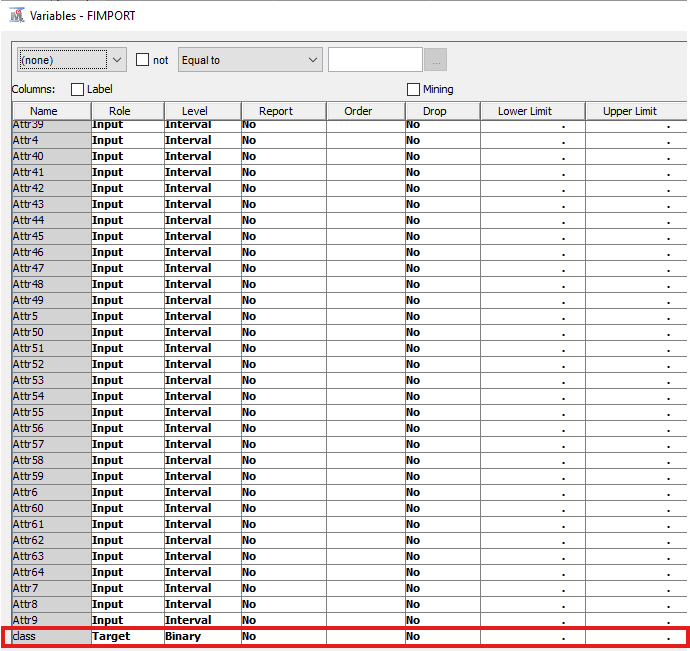 Variables - FIMPORT
(none) not Equal to ...
Columns: Label Mining
Name Role Level Report Order Drop Lower Limit Upper Limit
Attr39 Input Interval No No . .
Attr4 Input Interval No No . .
Attr40 Input Interval No No . .
Attr41 Input Interval No No . .
Attr42 Input Interval No No . .
Attr43 Input Interval No No . .
Attr44 Input Interval No No . .
Attr45 Input Interval No No . .
Attr46 Input Interval No No . .
Attr47 Input Interval No No . .
Attr48 Input Interval No No . .
Attr49 Input Interval No No . .
Attr5 Input Interval No No . .
Attr50 Input Interval No No . .
Attr51 Input Interval No No . .
Attr52 Input Interval No No . .
Attr53 Input Interval No No . .
Attr54 Input Interval No No . .
Attr55 Input Interval No No . .
Attr56 Input Interval No No . .
Attr57 Input Interval No No . .
Attr58 Input Interval No No . .
Attr59 Input Interval No No . .
Attr6 Input Interval No No . .
Attr60 Input Interval No No . .
Attr61 Input Interval No No . .
Attr62 Input Interval No No . .
Attr63 Input Interval No No . .
Attr64 Input Interval No No . .
Attr7 Input Interval No No . .
Attr8 Input Interval No No . .
Attr9 Input Interval No No . .
class Target Binary No No . .